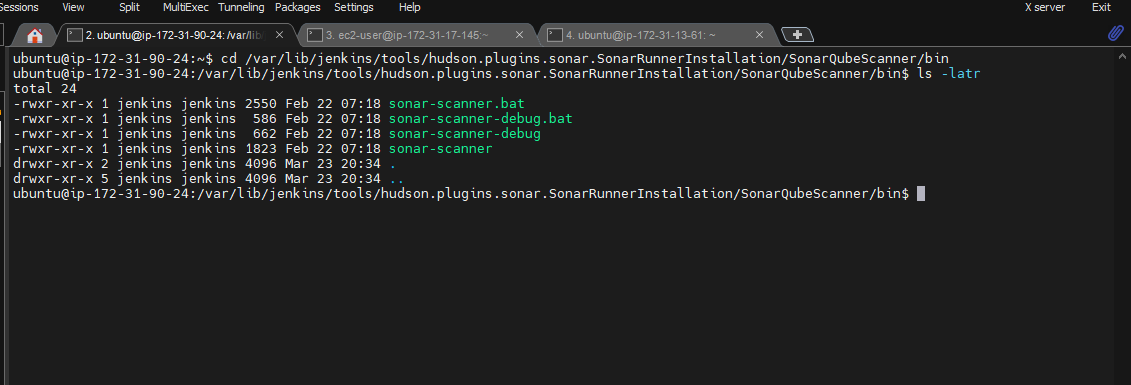 Sessions View Split MultiExec Tunneling Packages Settings Help X server Exit
2. ubuntu@ip-172-31-90-24: /var/lib/ 3. ec2-user@ip-172-31-17-145:~ 4. ubuntu@ip-172-31-13-61: ~
ubuntu@ip-172-31-90-24:~$ cd /var/lib/jenkins/tools/hudson.plugins.sonar.SonarRunnerInstallation/SonarQubeScanner/bin
ubuntu@ip-172-31-90-24:/var/lib/jenkins/tools/hudson.plugins.sonar.SonarRunnerInstallation/SonarQubeScanner/bin$ ls -latr
total 24
-rwxr-xr-x 1 jenkins jenkins 2550 Feb 22 07:18 sonar-scanner.bat
-rwxr-xr-x 1 jenkins jenkins  586 Feb 22 07:18 sonar-scanner-debug.bat
-rwxr-xr-x 1 jenkins jenkins  662 Feb 22 07:18 sonar-scanner-debug
-rwxr-xr-x 1 jenkins jenkins 1823 Feb 22 07:18 sonar-scanner
drwxr-xr-x 2 jenkins jenkins 4096 Mar 23 20:34 .
drwxr-xr-x 5 jenkins jenkins 4096 Mar 23 20:34 ..
ubuntu@ip-172-31-90-24:/var/lib/jenkins/tools/hudson.plugins.sonar.SonarRunnerInstallation/SonarQubeScanner/bin$